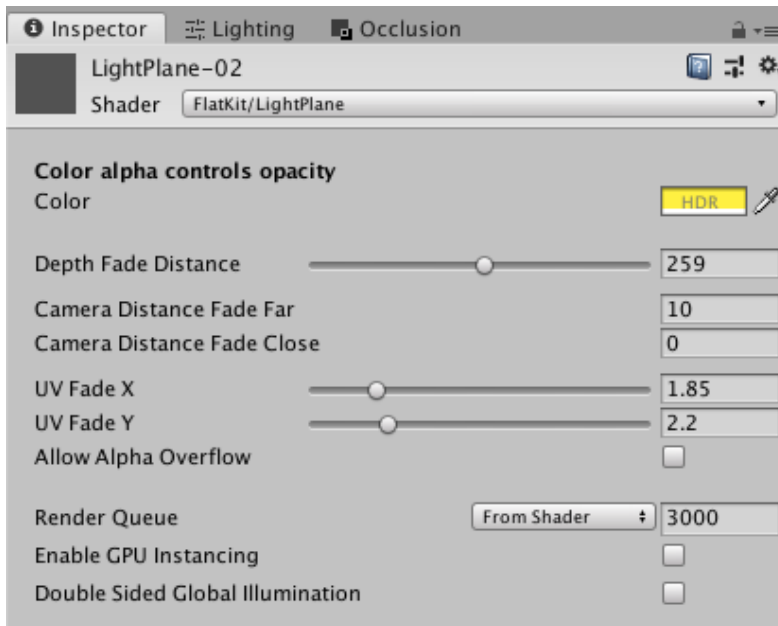 Inspector Lighting Occlusion
LightPlane-02
Shader FlatKit/LightPlane
Color alpha controls opacity
Color HDR
Depth Fade Distance 259
Camera Distance Fade Far 10
Camera Distance Fade Close 0
UV Fade X 1.85
UV Fade Y 2.2
Allow Alpha Overflow
Render Queue From Shader 3000
Enable GPU Instancing
Double Sided Global Illumination